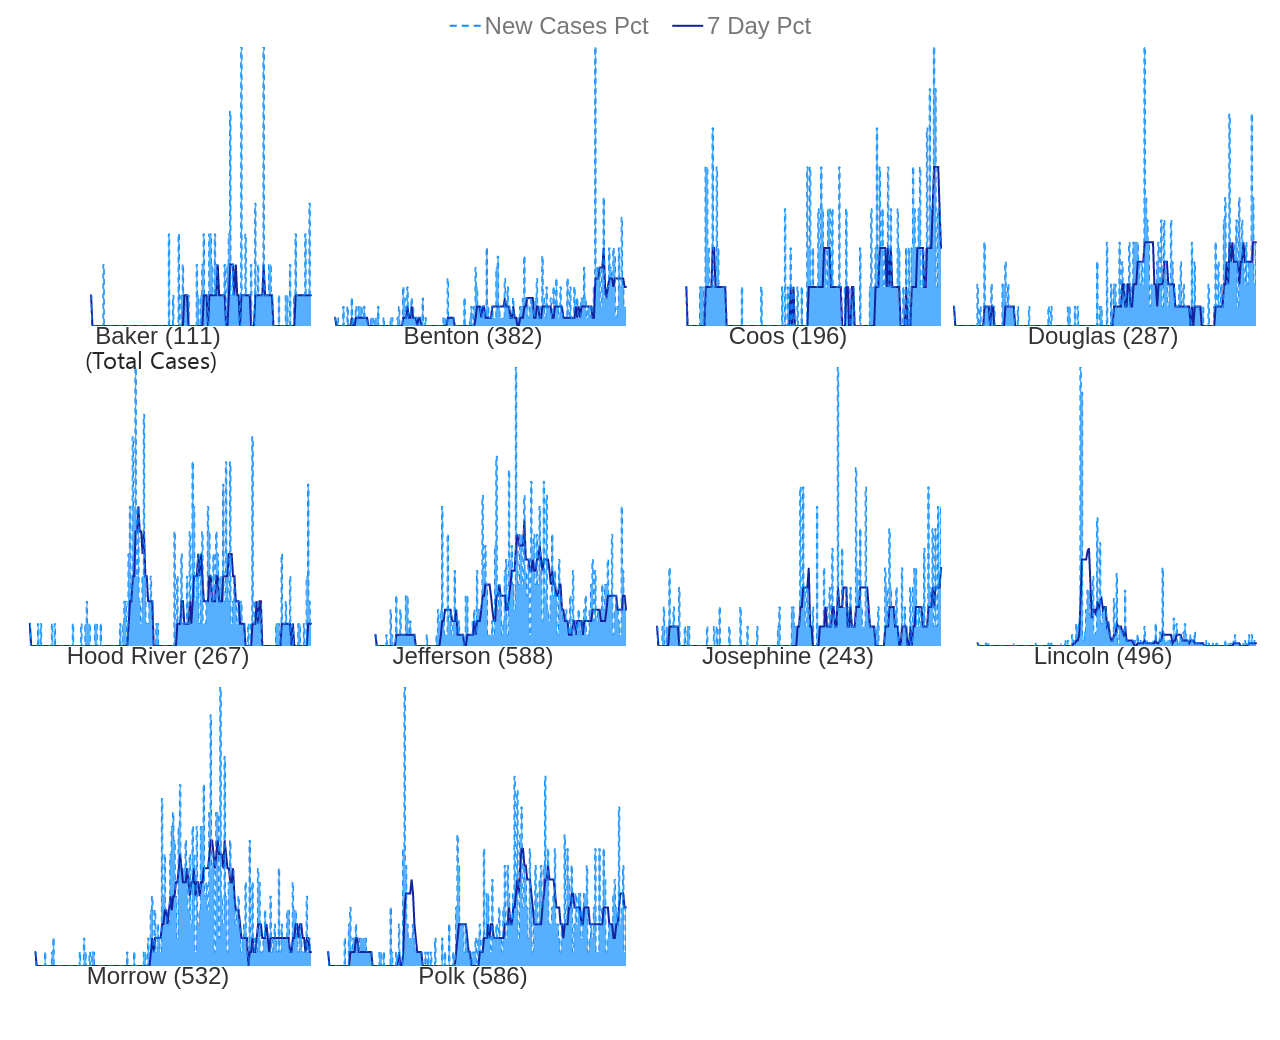 New Cases Pct 7 Day Pct
Baker (111) Benton (382) Coos (196) Douglas (287)
(Total Cases)
Hood River (267) Jefferson (588) Josephine (243) Lincoln (496)
Morrow (532) Polk (586)